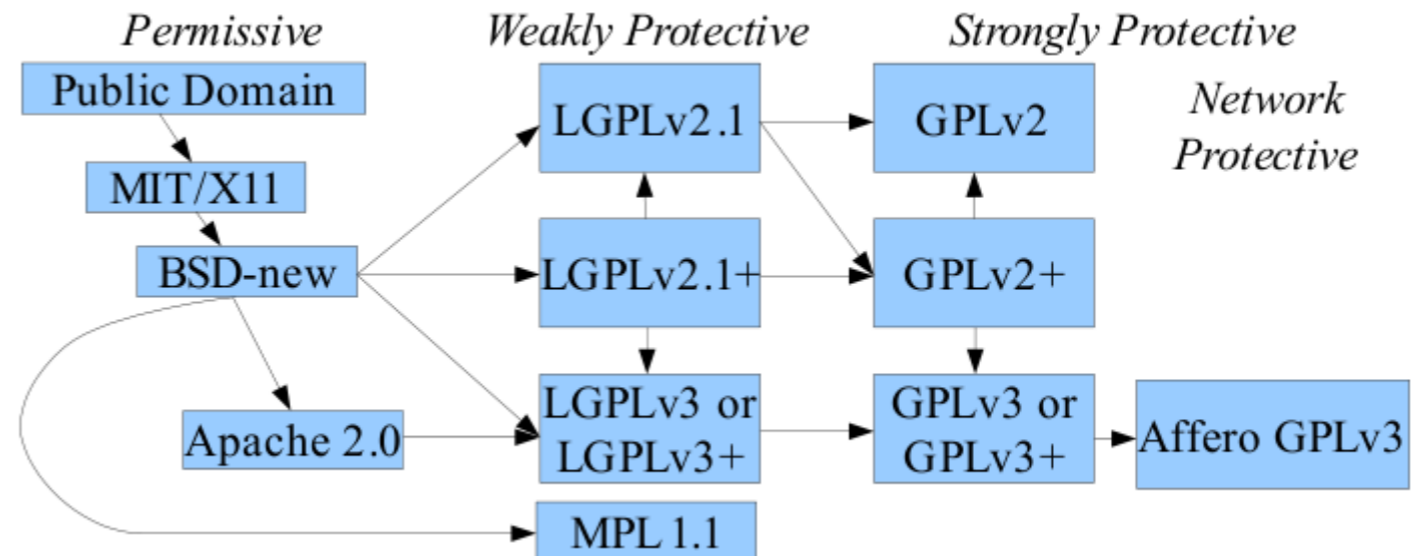 Permissive
Weakly Protective
Strongly Protective
Network
Protective
Public Domain
MIT/X11
BSD-new
Apache 2.0
LGPLv2.1
LGPLv2.1+
LGPLv3 or
LGPLv3+
MPL 1.1
GPLv2
GPLv2+
GPLv3 or
GPLv3+
Affero GPLv3